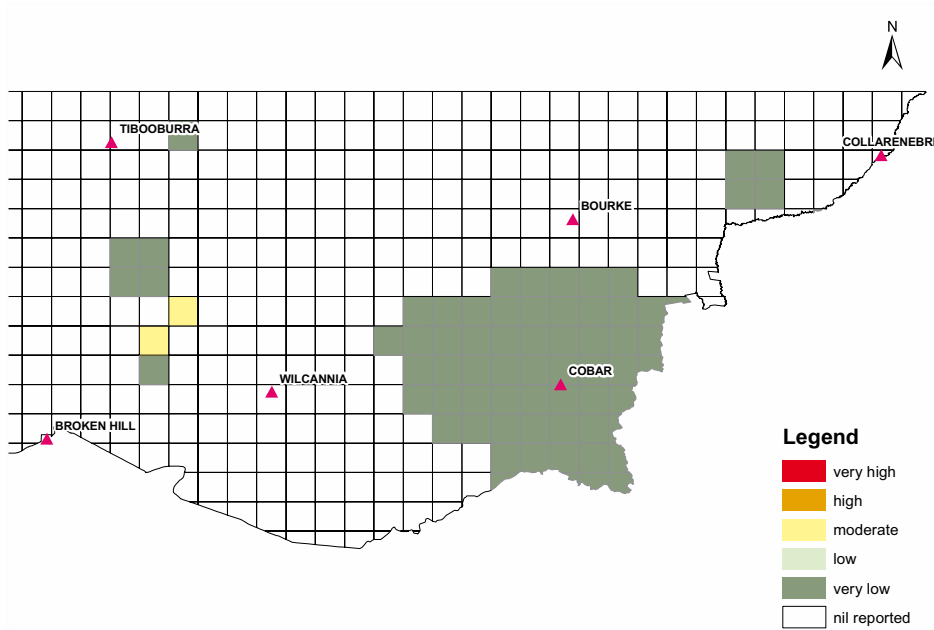 N
TIBOOBURRA
COLLARENEBRI
BOURKE
COBAR
WILCANNIA
BROKEN HILL
Legend
very high
high
moderate
low
very low
nil reported